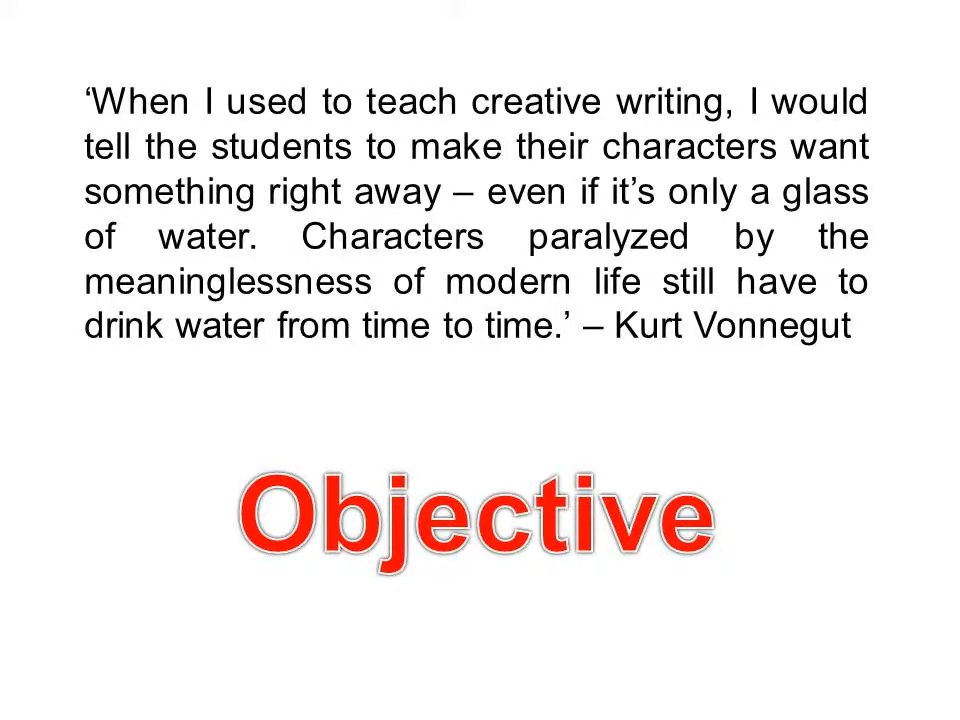 ‘When I used to teach creative writing, I would
tell the students to make their characters want
something right away – even if it’s only a glass
of water. Characters paralyzed by the
meaninglessness of modern life still have to
drink water from time to time.’ – Kurt Vonnegut
Objective